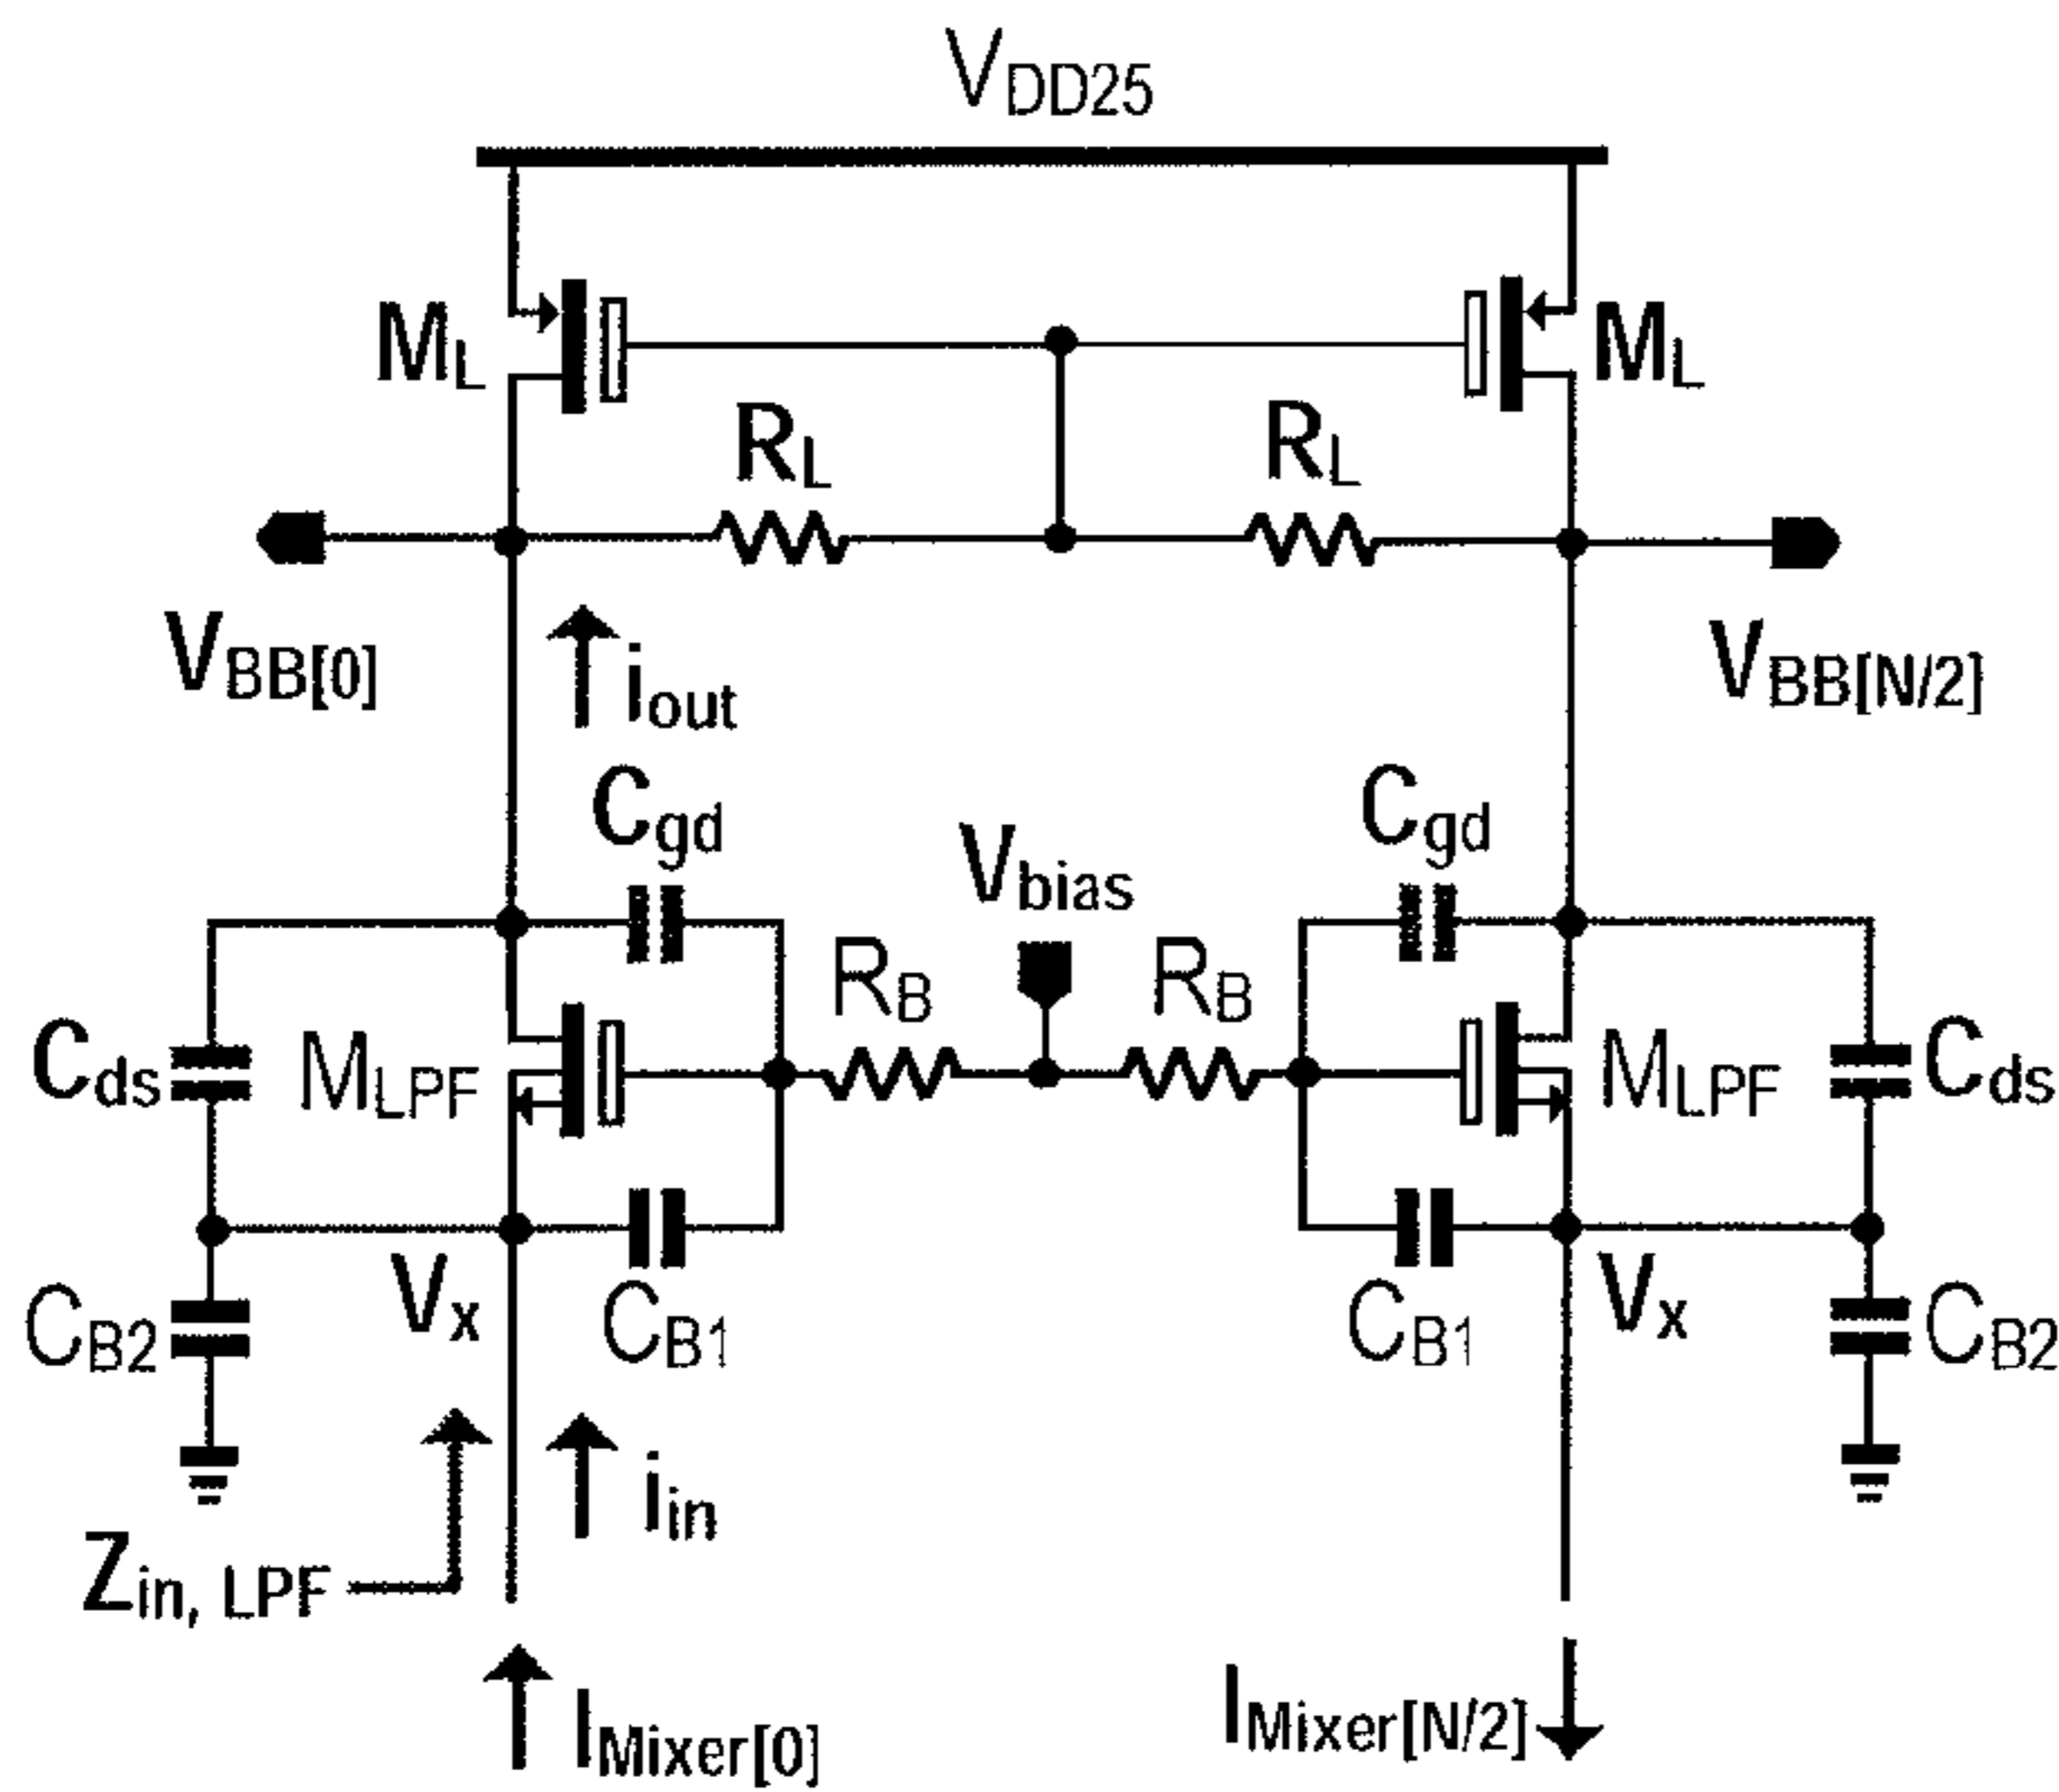 VDD25
ML ML
RL RL
VBB[0] VBB[N/2]
iout
Cgd Cgd
Vbias
RB RB
Cds MLPF MLPF Cds
CB2 Vx CB1 CB1 Vx CB2
iin
Zin, LPF
IMixer[0] IMixer[N/2]